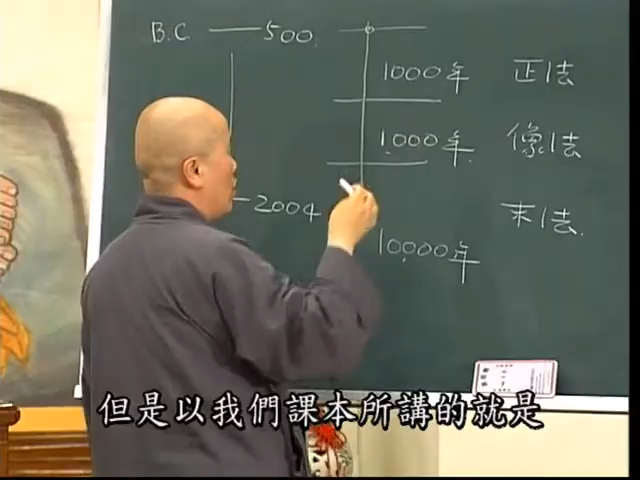 B.C. 500
1000年 正法
1000年 像法
2004
末法
10000年
但是以我們課本所講的就是